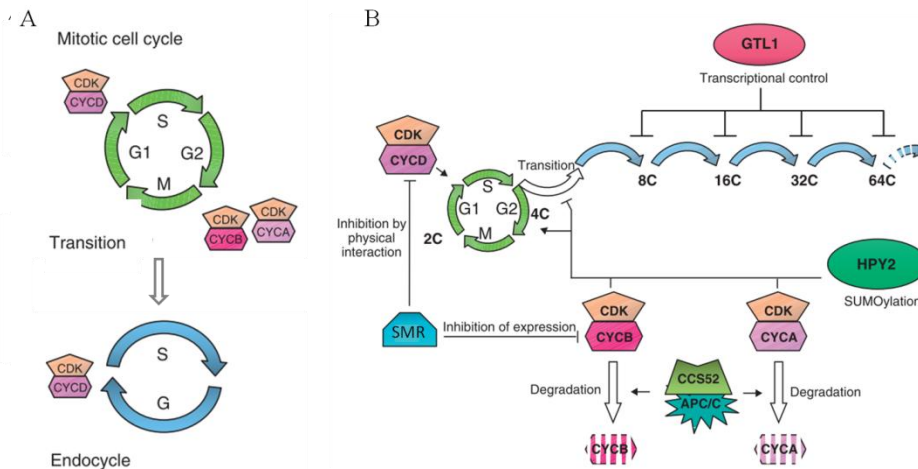 A
Mitotic cell cycle
CDK
CYCD
S
G1
G2
M
CDK
CYCB
CDK
CYCA
Transition
CDK
CYCD
S
G
Endocycle
B
GTL1
Transcriptional control
CDK
CYCD
Transition
8C
16C
32C
64C
S
G1
G2
4C
M
2C
Inhibition by
physical
interaction
HPY2
SUMOylation
SMR
Inhibition of expression
CDK
CYCB
CDK
CYCA
Degradation
CCS52
APC/C
Degradation
CYCB
CYCA